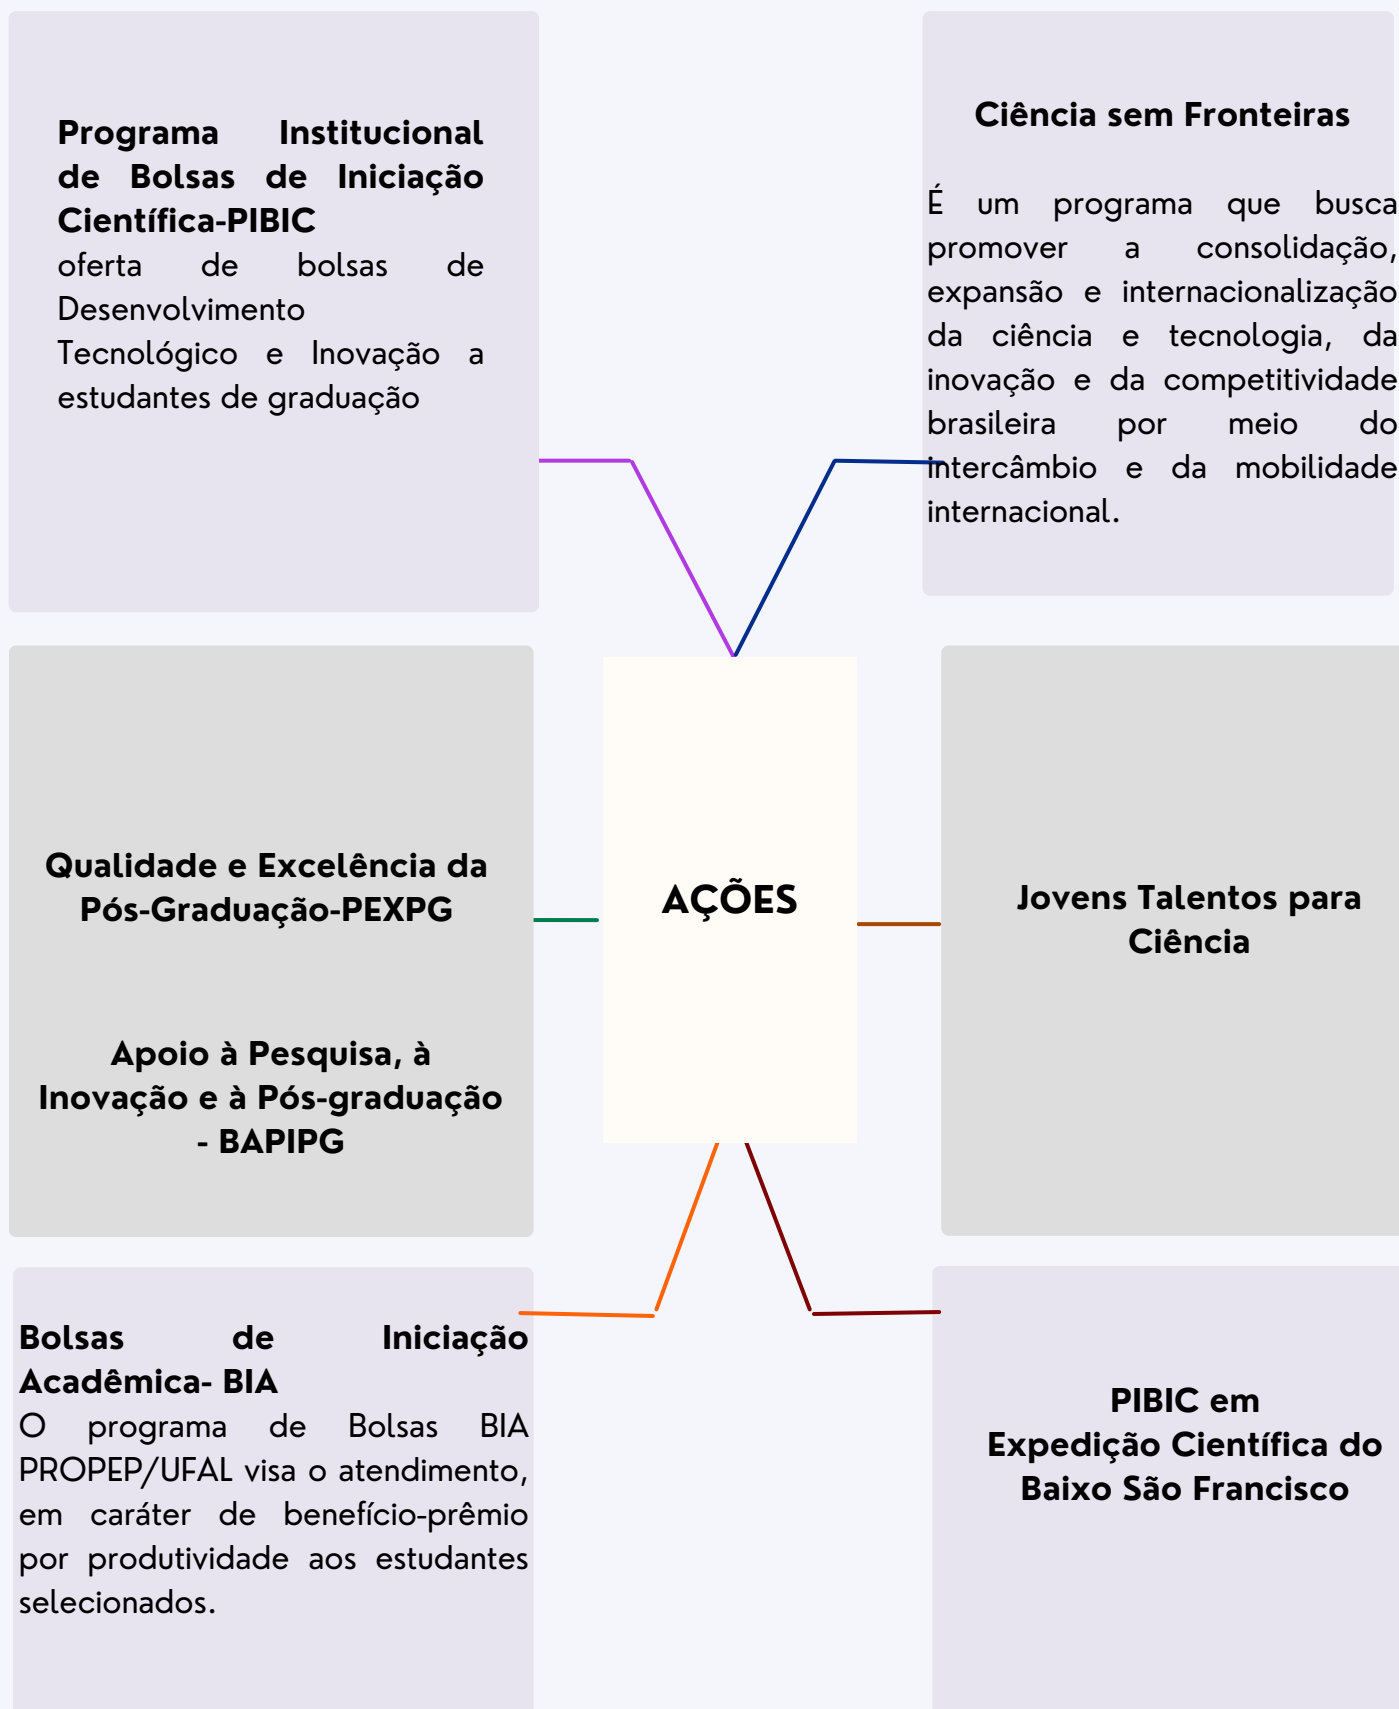 Programa Institucional
de Bolsas de Iniciação
Científica-PIBIC
oferta de bolsas de
Desenvolvimento
Tecnológico e Inovação a
estudantes de graduação
Ciência sem Fronteiras
É um programa que busca
promover a consolidação,
expansão e internacionalização
da ciência e tecnologia, da
inovação e da competitividade
brasileira por meio do
intercâmbio e da mobilidade
internacional.
Qualidade e Excelência da
Pós-Graduação-PEXPG
Apoio à Pesquisa, à
Inovação e à Pós-graduação
- BAPIPG
AÇÕES
Jovens Talentos para
Ciência
Bolsas de Iniciação
Acadêmica- BIA
O programa de Bolsas BIA
PROPEP/UFAL visa o atendimento,
em caráter de benefício-prêmio
por produtividade aos estudantes
selecionados.
PIBIC em
Expedição Científica do
Baixo São Francisco